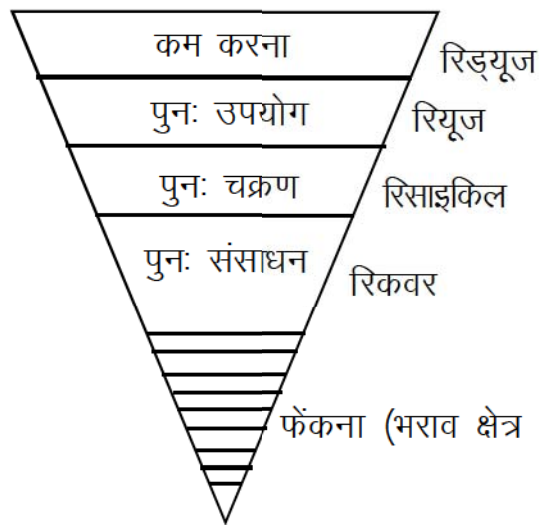 कम करना
रिड्यूज
पुनः उपयोग
रियूज
पुनः चक्रण
रिसाइकिल
पुनः संसाधन
रिकवर
फेंकना (भराव क्षेत्र